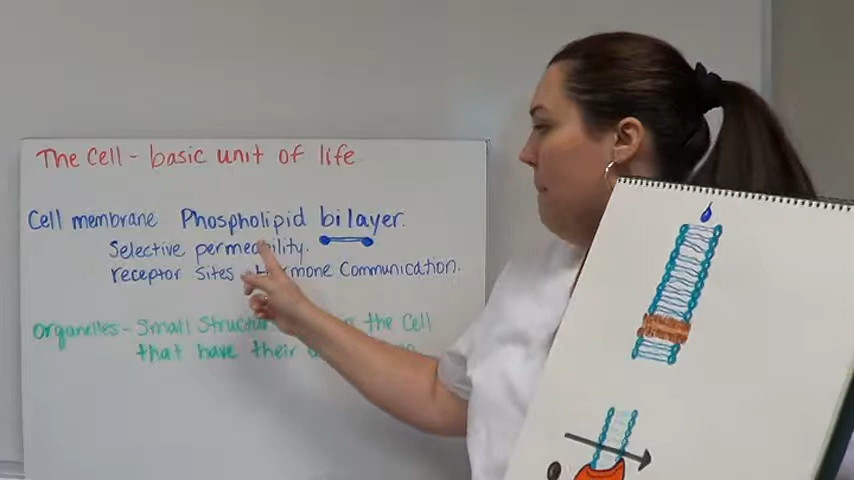 The Cell - basic unit of life
Cell membrane Phospholipid bilayer.
Selective permeability.
receptor sites Hormone Communication.
organelles - Small Structu the Cell
that have their